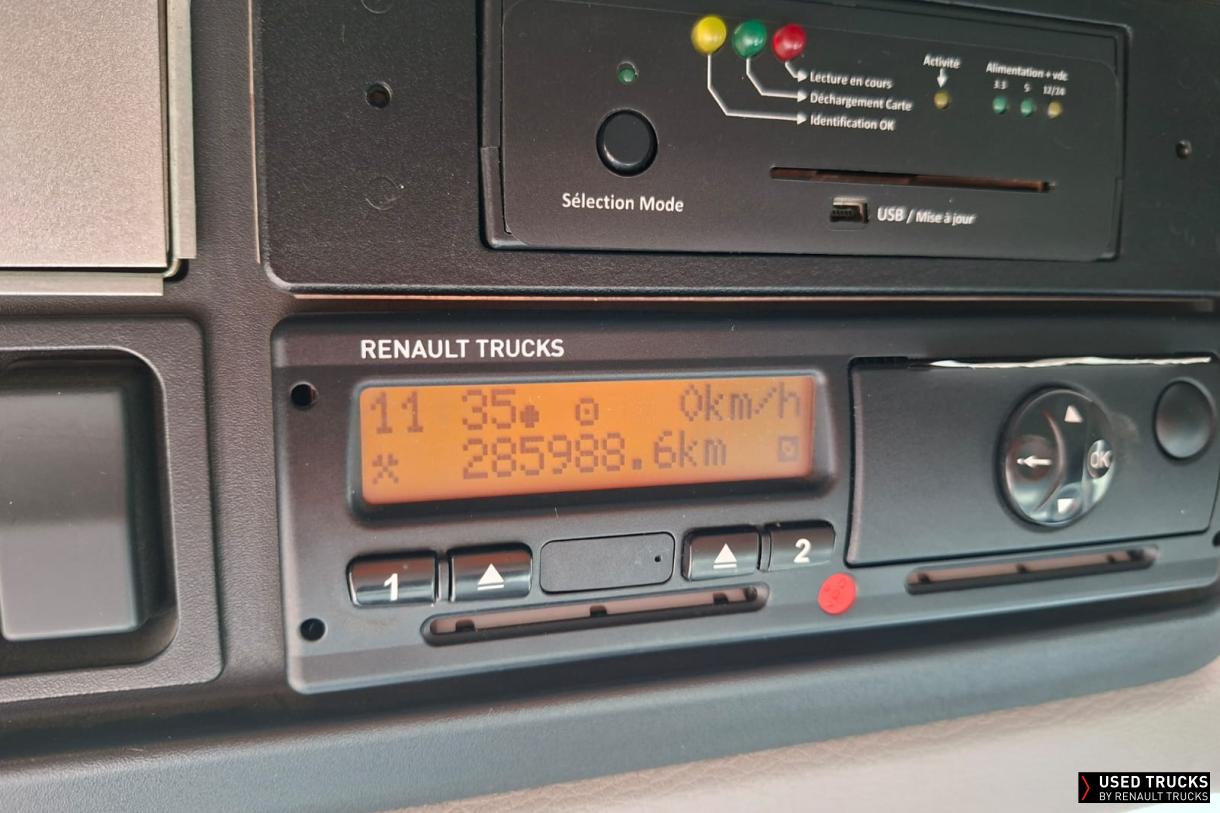 Activité
Alimentation + vdc
3.3 5 12/24
Lecture en cours
Déchargement Carte
Identification OK
Sélection Mode
USB / Mise à jour
RENAULT TRUCKS
11 35 0km/h
285988.6km
OK
1 2
USED TRUCKS
BY RENAULT TRUCKS